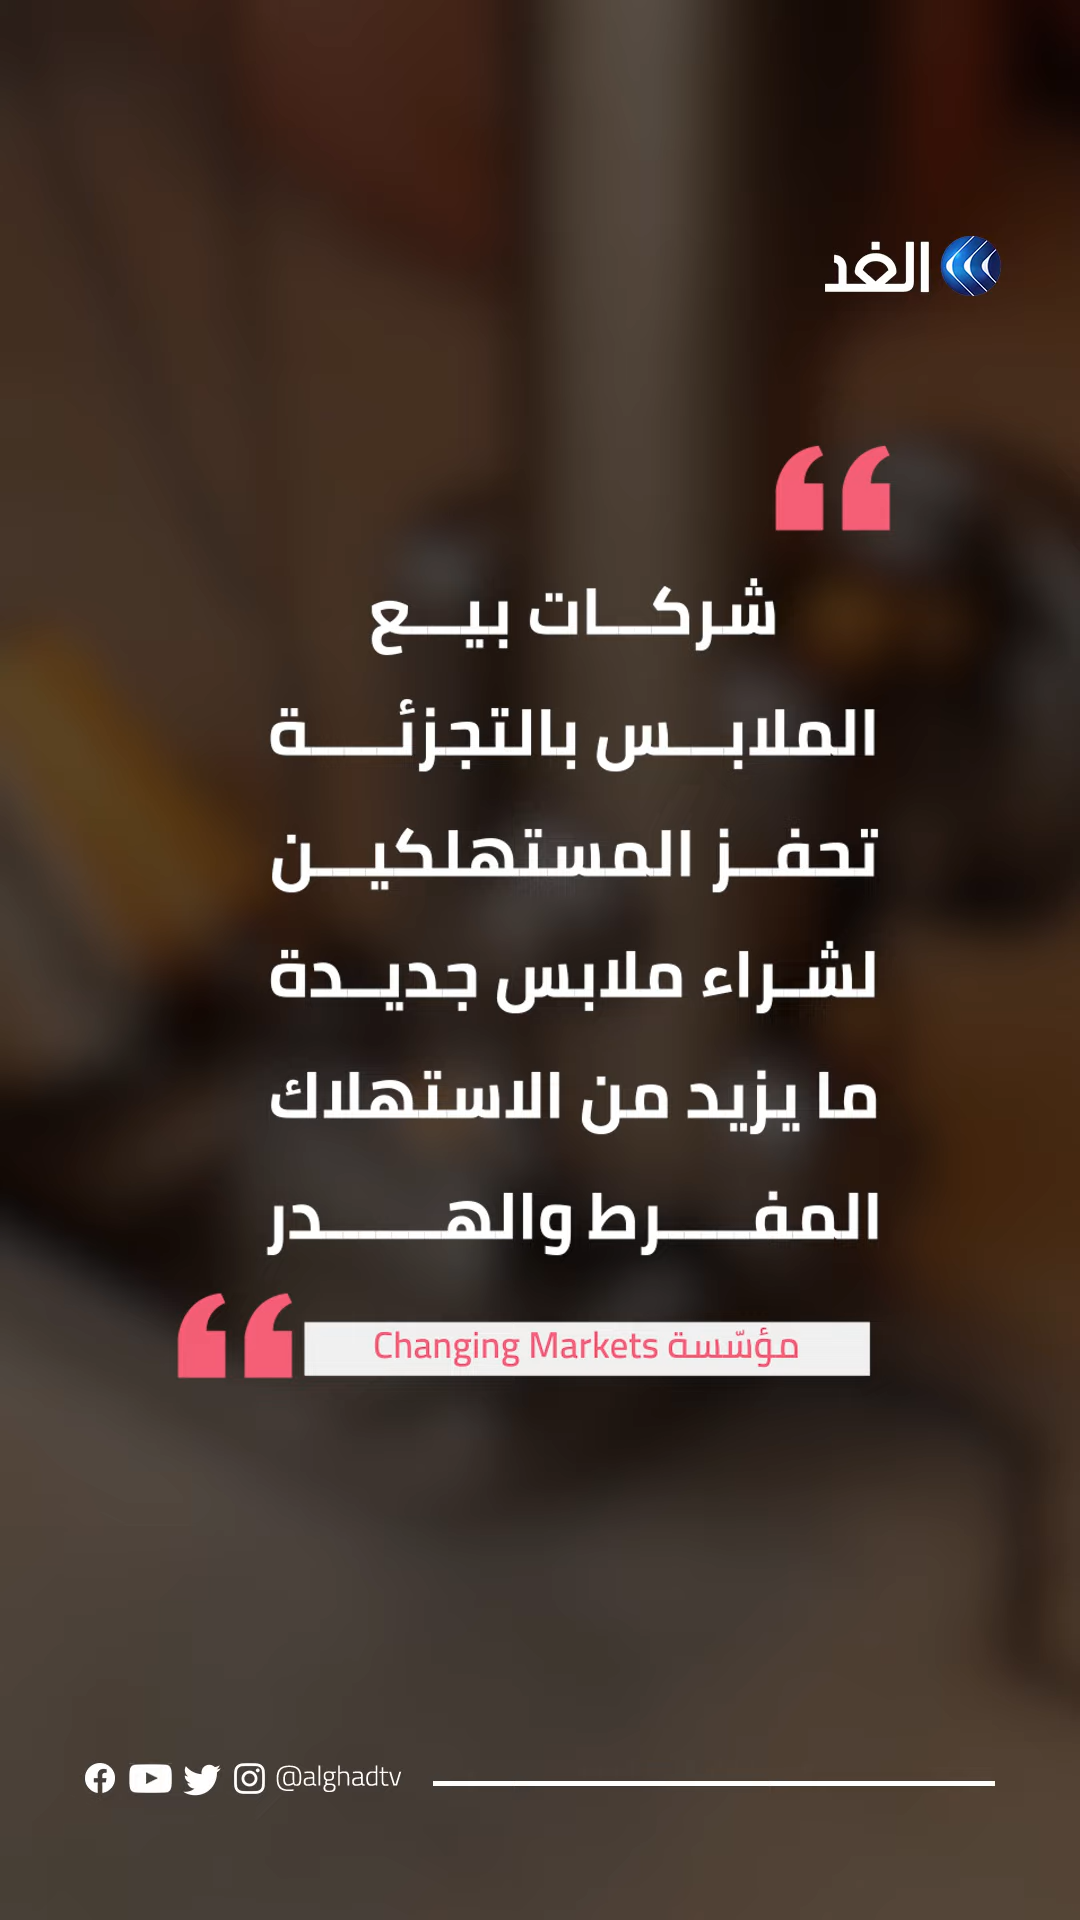 الغد
شركات بيع
الملابس بالتجزئة
تحفز المستهلكين
لشراء ملابس جديدة
ما يزيد من الاستهلاك
المفرط والهدر
مؤسّسة Changing Markets
@alghadtv